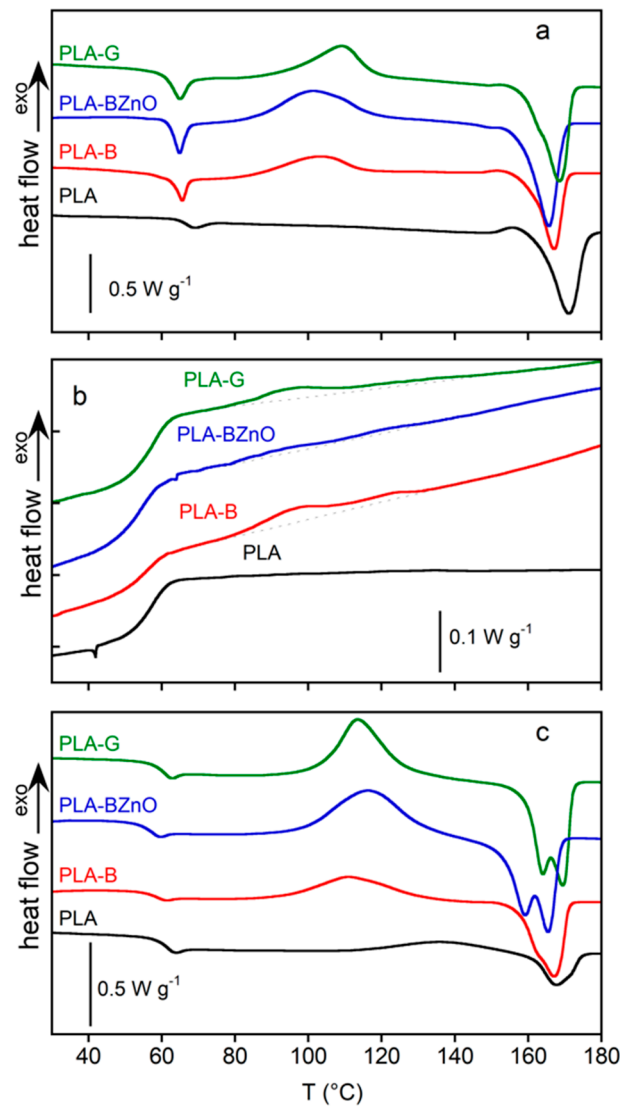 a
PLA-G
PLA-BZnO
PLA-B
PLA
heat flow exo
0.5 W g-1
b
PLA-G
PLA-BZnO
PLA-B
PLA
heat flow exo
0.1 W g-1
c
PLA-G
PLA-BZnO
PLA-B
PLA
heat flow exo
0.5 W g-1
40 60 80 100 120 140 160 180
T (°C)